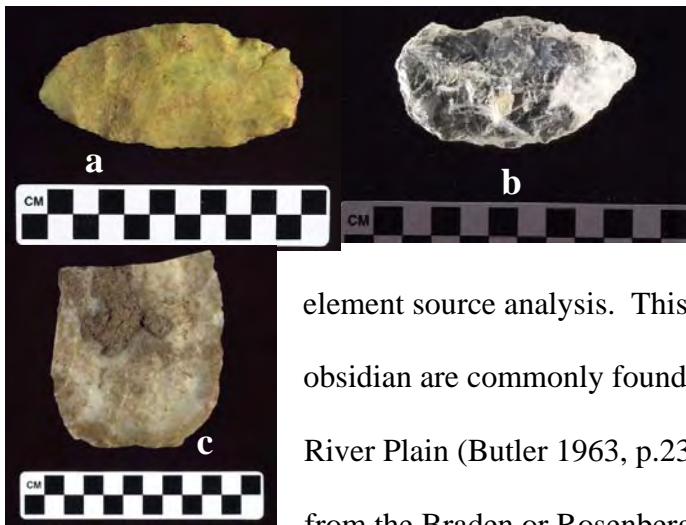 a
b
CM
CM
element source analysis. This
obsidian are commonly found
c
River Plain (Butler 1963, p.23
CM
from the Braden or Rosenberg